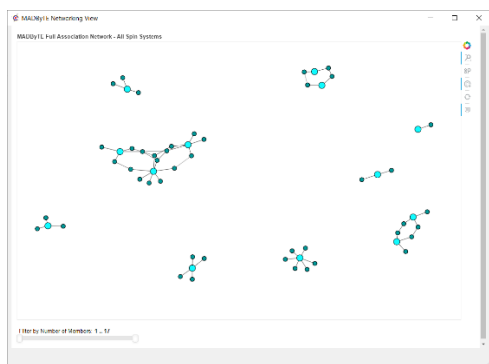 MADByTE Networking View
MADByTE Full Association Network - All Spin Systems
Filter by Number of Members: 1 .. 17